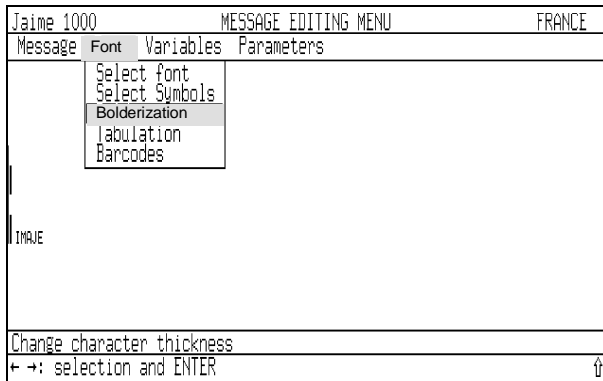 Jaime 1000 MESSAGE EDITING MENU FRANCE
Message Font Variables Parameters
Select font
Select Symbols
Bolderization
Tabulation
Barcodes
IMAJE
Change character thickness
← →: selection and ENTER ⇧